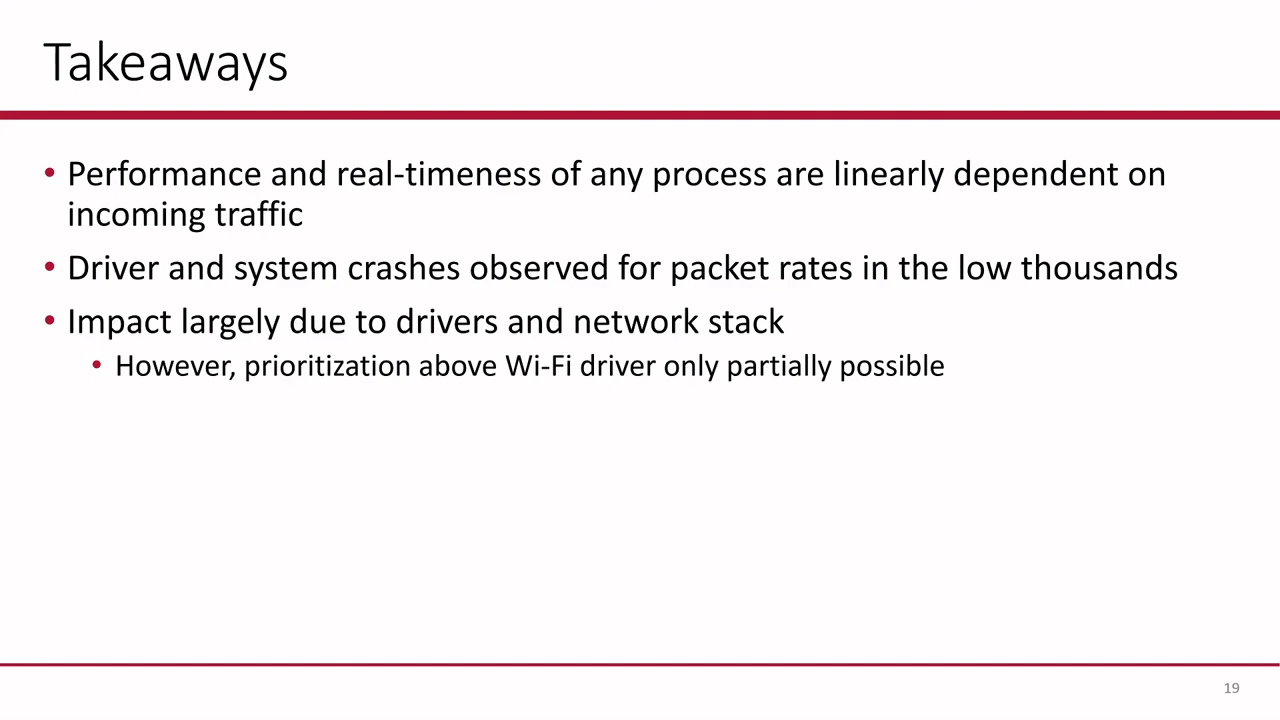 Takeaways
• Performance and real-timeness of any process are linearly dependent on
incoming traffic
• Driver and system crashes observed for packet rates in the low thousands
• Impact largely due to drivers and network stack
• However, prioritization above Wi-Fi driver only partially possible
19